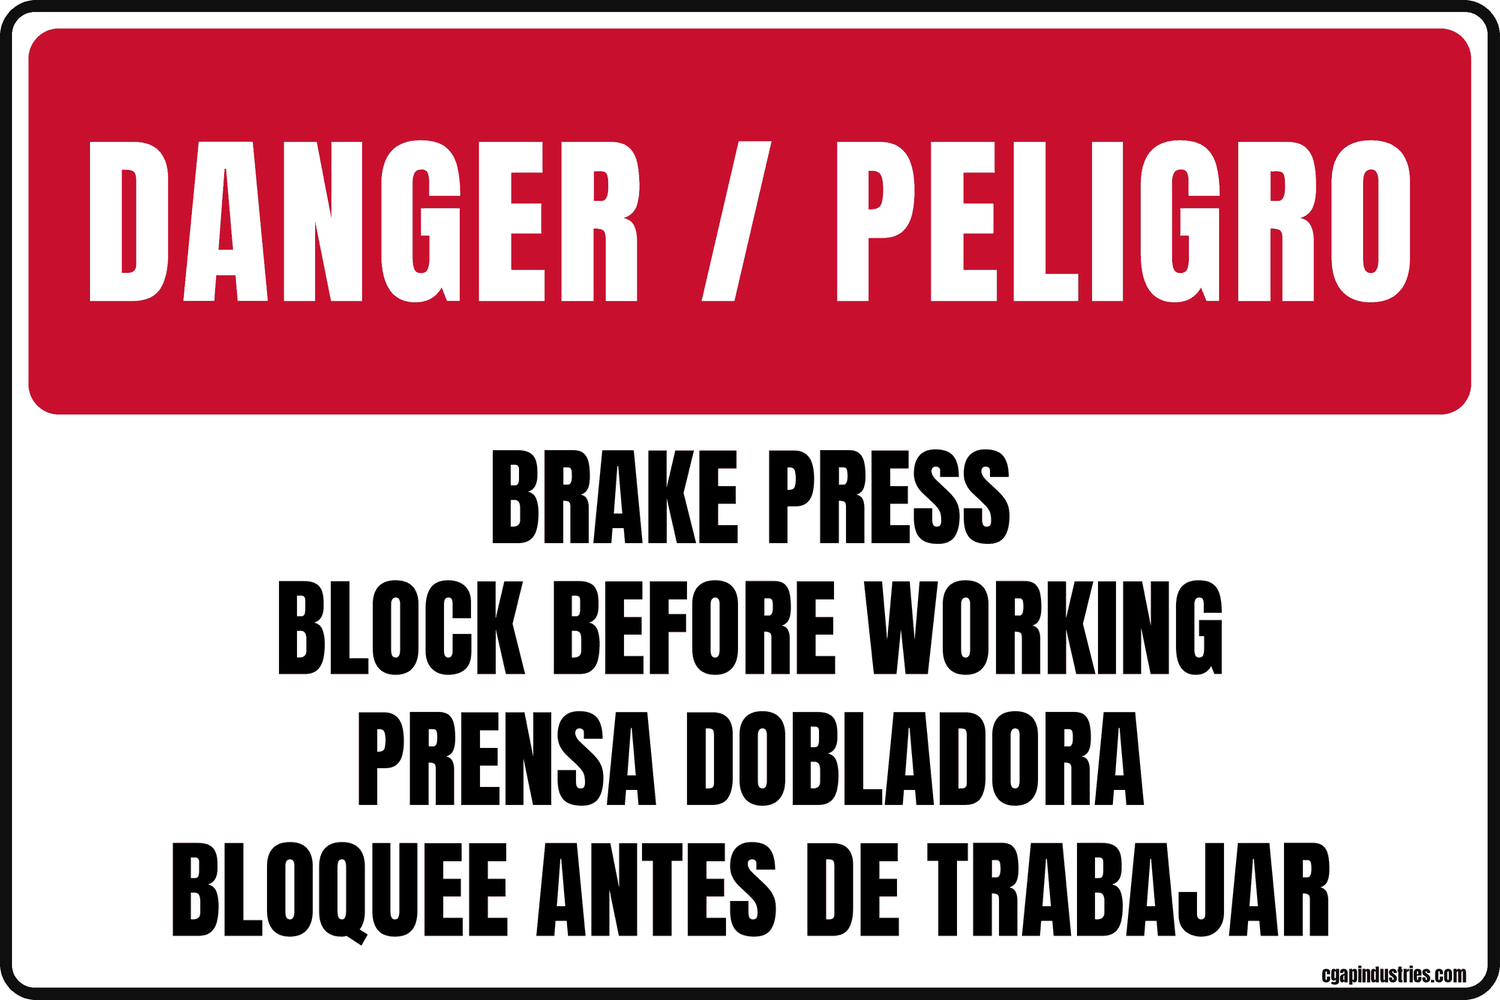 DANGER / PELIGRO
BRAKE PRESS
BLOCK BEFORE WORKING
PRENSA DOBLADORA
BLOQUEE ANTES DE TRABAJAR
cgapindustries.com